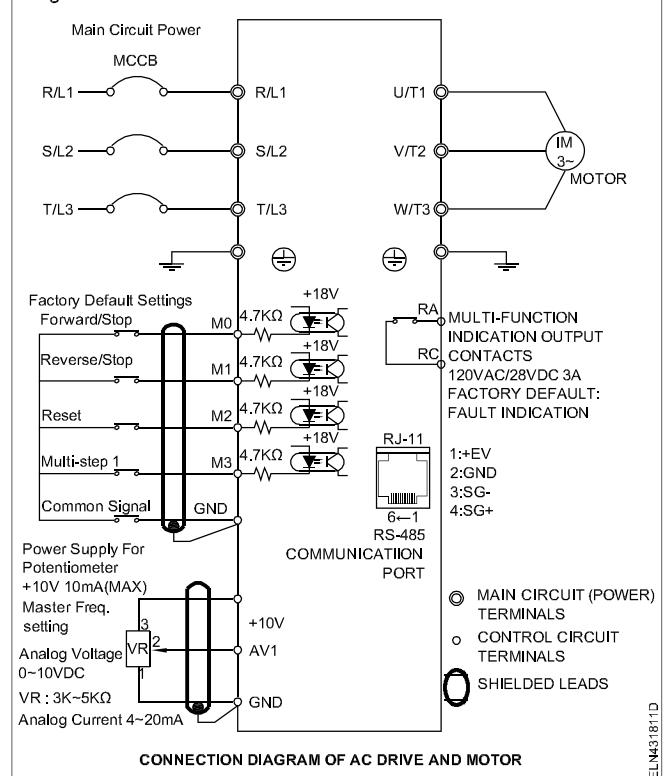 Main Circuit Power
MCCB
R/L1 R/L1 U/T1
S/L2 S/L2 V/T2
IM
3~
MOTOR
T/L3 T/L3 W/T3
Factory Default Settings
Forward/Stop
M0 4.7KΩ +18V
Reverse/Stop
M1 4.7KΩ +18V
Reset
M2 4.7KΩ +18V
Multi-step 1
M3 4.7KΩ +18V
Common Signal GND
RA
RC
MULTI-FUNCTION
INDICATION OUTPUT
CONTACTS
120VAC/28VDC 3A
FACTORY DEFAULT:
FAULT INDICATION
RJ-11
6←1
RS-485
COMMUNICATIION
PORT
1:+EV
2:GND
3:SG-
4:SG+
Power Supply For
Potentiometer
+10V 10mA(MAX)
Master Freq.
setting
Analog Voltage
0~10VDC
VR : 3K~5KΩ
Analog Current 4~20mA
3
VR 2
1
+10V
AV1
GND
MAIN CIRCUIT (POWER)
TERMINALS
CONTROL CIRCUIT
TERMINALS
SHIELDED LEADS
CONNECTION DIAGRAM OF AC DRIVE AND MOTOR
ELN431811D